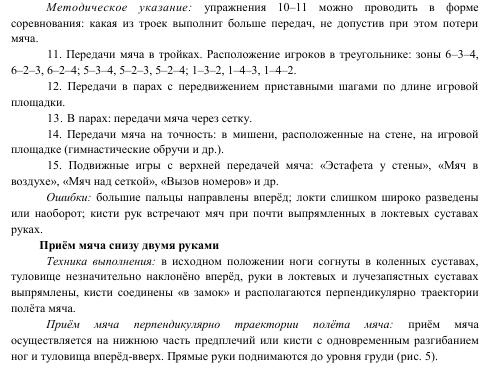 Методическое указание: упражнения 10–11 можно проводить в форме
соревнования: какая из троек выполнит больше передач, не допустив при этом потери
мяча.
11. Передачи мяча в тройках. Расположение игроков в треугольнике: зоны 6–3–4,
6–2–3, 6–2–4; 5–3–4, 5–2–3, 5–2–4; 1–3–2, 1–4–3, 1–4–2.
12. Передачи в парах с передвижением приставными шагами по длине игровой
площадки.
13. В парах: передачи мяча через сетку.
14. Передачи мяча на точность: в мишени, расположенные на стене, на игровой
площадке (гимнастические обручи и др.).
15. Подвижные игры с верхней передачей мяча: «Эстафета у стены», «Мяч в
воздухе», «Мяч над сеткой», «Вызов номеров» и др.
Ошибки: большие пальцы направлены вперёд; локти слишком широко разведены
или наоборот; кисти рук встречают мяч при почти выпрямленных в локтевых суставах
руках.
Приём мяча снизу двумя руками
Техника выполнения: в исходном положении ноги согнуты в коленных суставах,
туловище незначительно наклонёно вперёд, руки в локтевых и лучезапястных суставах
выпрямлены, кисти соединены «в замок» и располагаются перпендикулярно траектории
полёта мяча.
Приём мяча перпендикулярно траектории полёта мяча: приём мяча
осуществляется на нижнюю часть предплечий или кисти с одновременным разгибанием
ног и туловища вперёд-вверх. Прямые руки поднимаются до уровня груди (рис. 5).